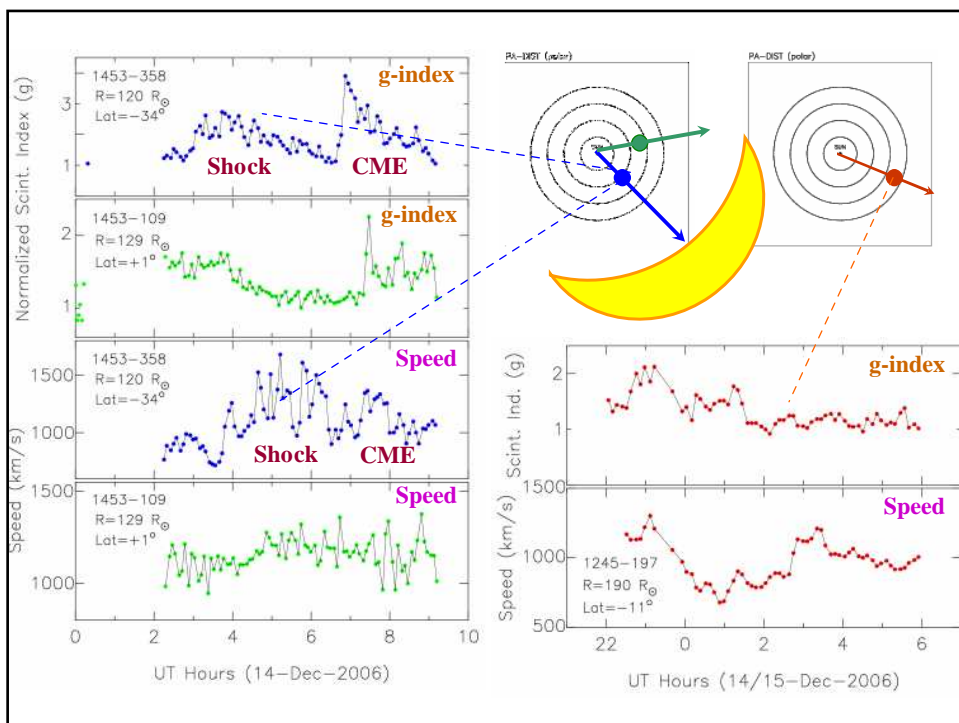 g-index
1453-358
R=120 R☉
Lat=-34°
3
1
Shock
CME
Normalized Scint. Index (g)
g-index
1453-109
R=129 R☉
Lat=+1°
2
1
Speed
1453-358
R=120 R☉
Lat=-34°
1500
1000
Shock
CME
Speed (km/s)
Speed
1453-109
R=129 R☉
Lat=+1°
1500
1000
0 2 4 6 8 10
UT Hours (14-Dec-2006)
PA-DIST (polar)
SUN
PA-DIST (polar)
SUN
g-index
2
1
Scint. Ind. (g)
Speed
1500
1000
500
Speed (km/s)
1245-197
R=190 R☉
Lat=-11°
22 0 2 4 6
UT Hours (14/15-Dec-2006)